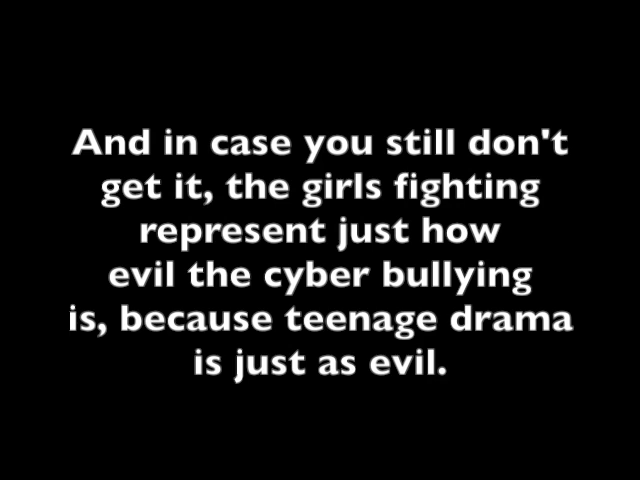 And in case you still don't
get it, the girls fighting
represent just how
evil the cyber bullying
is, because teenage drama
is just as evil.